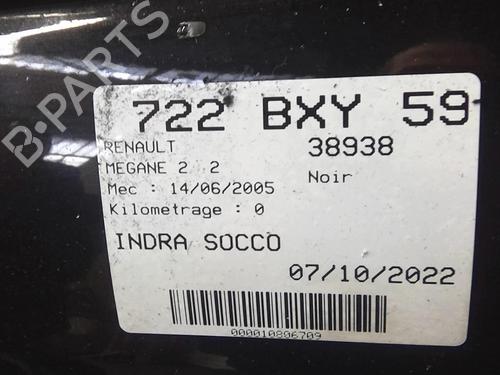 B-PARTS
722 BXY 59
RENAULT 38938
MEGANE 2 2 Noir
Mec : 14/06/2005
Kilometrage : 0
INDRA SOCCO
07/10/2022
000010806709